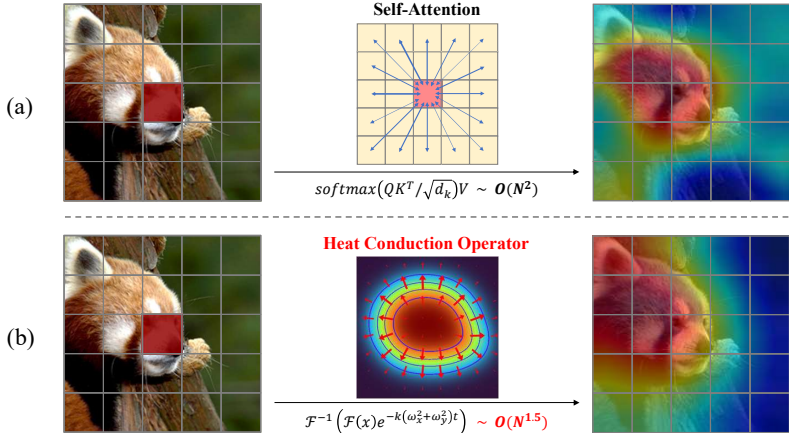 Self-Attention
(a)
softmax(QK^T/√d_k)V ~ O(N^2)
Heat Conduction Operator
(b)
ℱ^{-1}(ℱ(x)e^{-k(ω_x^2+ω_y^2)t}) ~ O(N^{1.5})